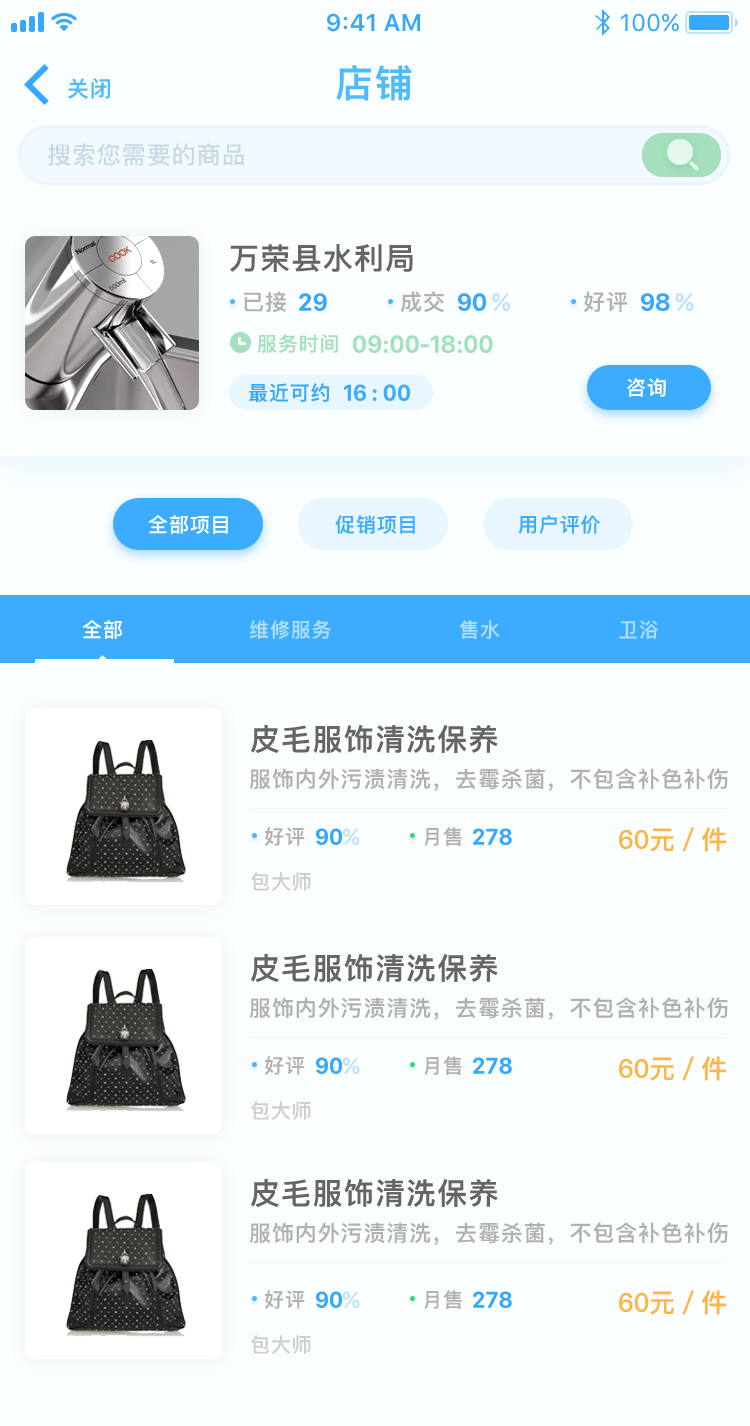 9:41 AM 100%
关闭 店铺
搜索您需要的商品
Normal COOK 500ml
万荣县水利局
已接 29 成交 90% 好评 98%
服务时间 09:00-18:00
最近可约 16:00 咨询
全部项目 促销项目 用户评价
全部 维修服务 售水 卫浴
皮毛服饰清洗保养
服饰内外污渍清洗，去霉杀菌，不包含补色补伤
好评 90% 月售 278 60元 / 件
包大师
皮毛服饰清洗保养
服饰内外污渍清洗，去霉杀菌，不包含补色补伤
好评 90% 月售 278 60元 / 件
包大师
皮毛服饰清洗保养
服饰内外污渍清洗，去霉杀菌，不包含补色补伤
好评 90% 月售 278 60元 / 件
包大师